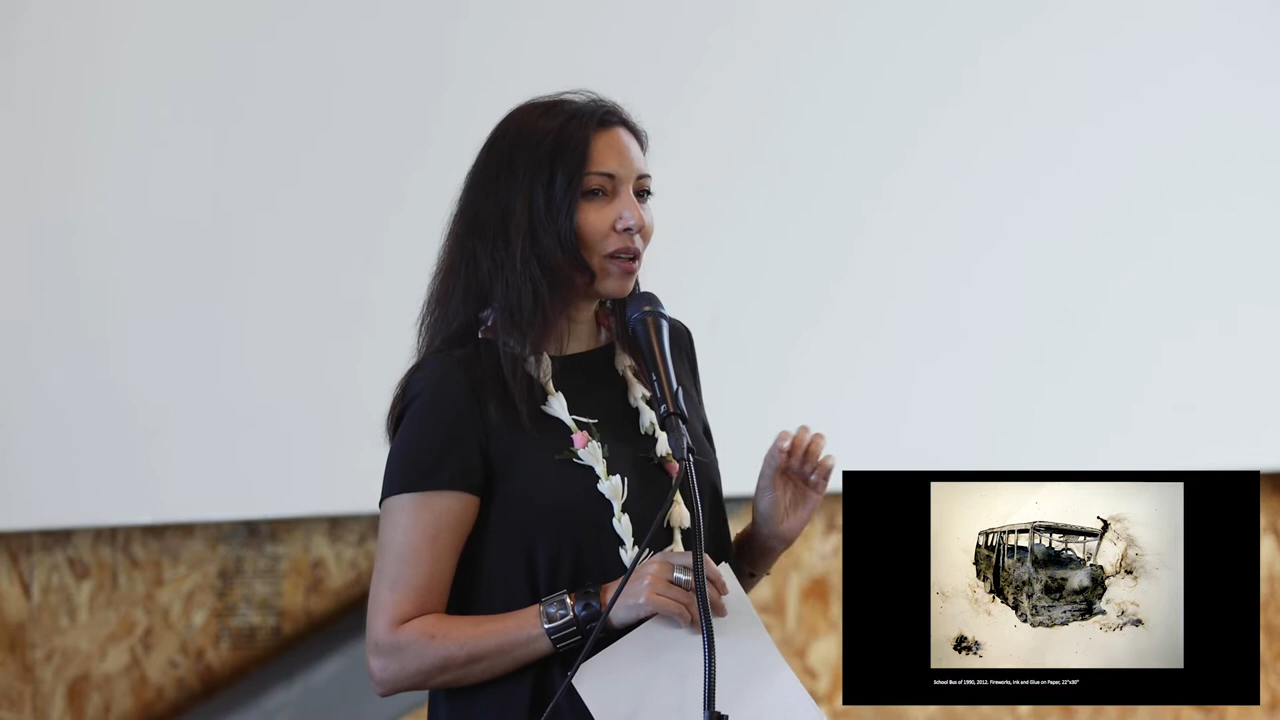 School Bus of 1990, 2012. Fireworks, Ink and Glue on Paper, 22"x30"